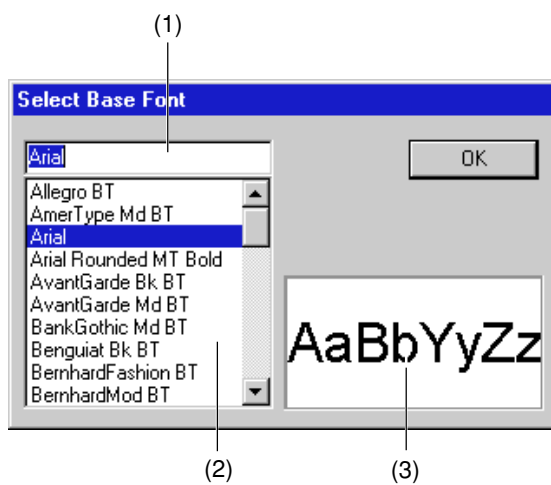 (1)
Select Base Font
Arial
OK
Allegro BT
AmerType Md BT
Arial
Arial Rounded MT Bold
AvantGarde Bk BT
AvantGarde Md BT
BankGothic Md BT
Benguiat Bk BT
BernhardFashion BT
BernhardMod BT
AaBbYyZz
(2)
(3)